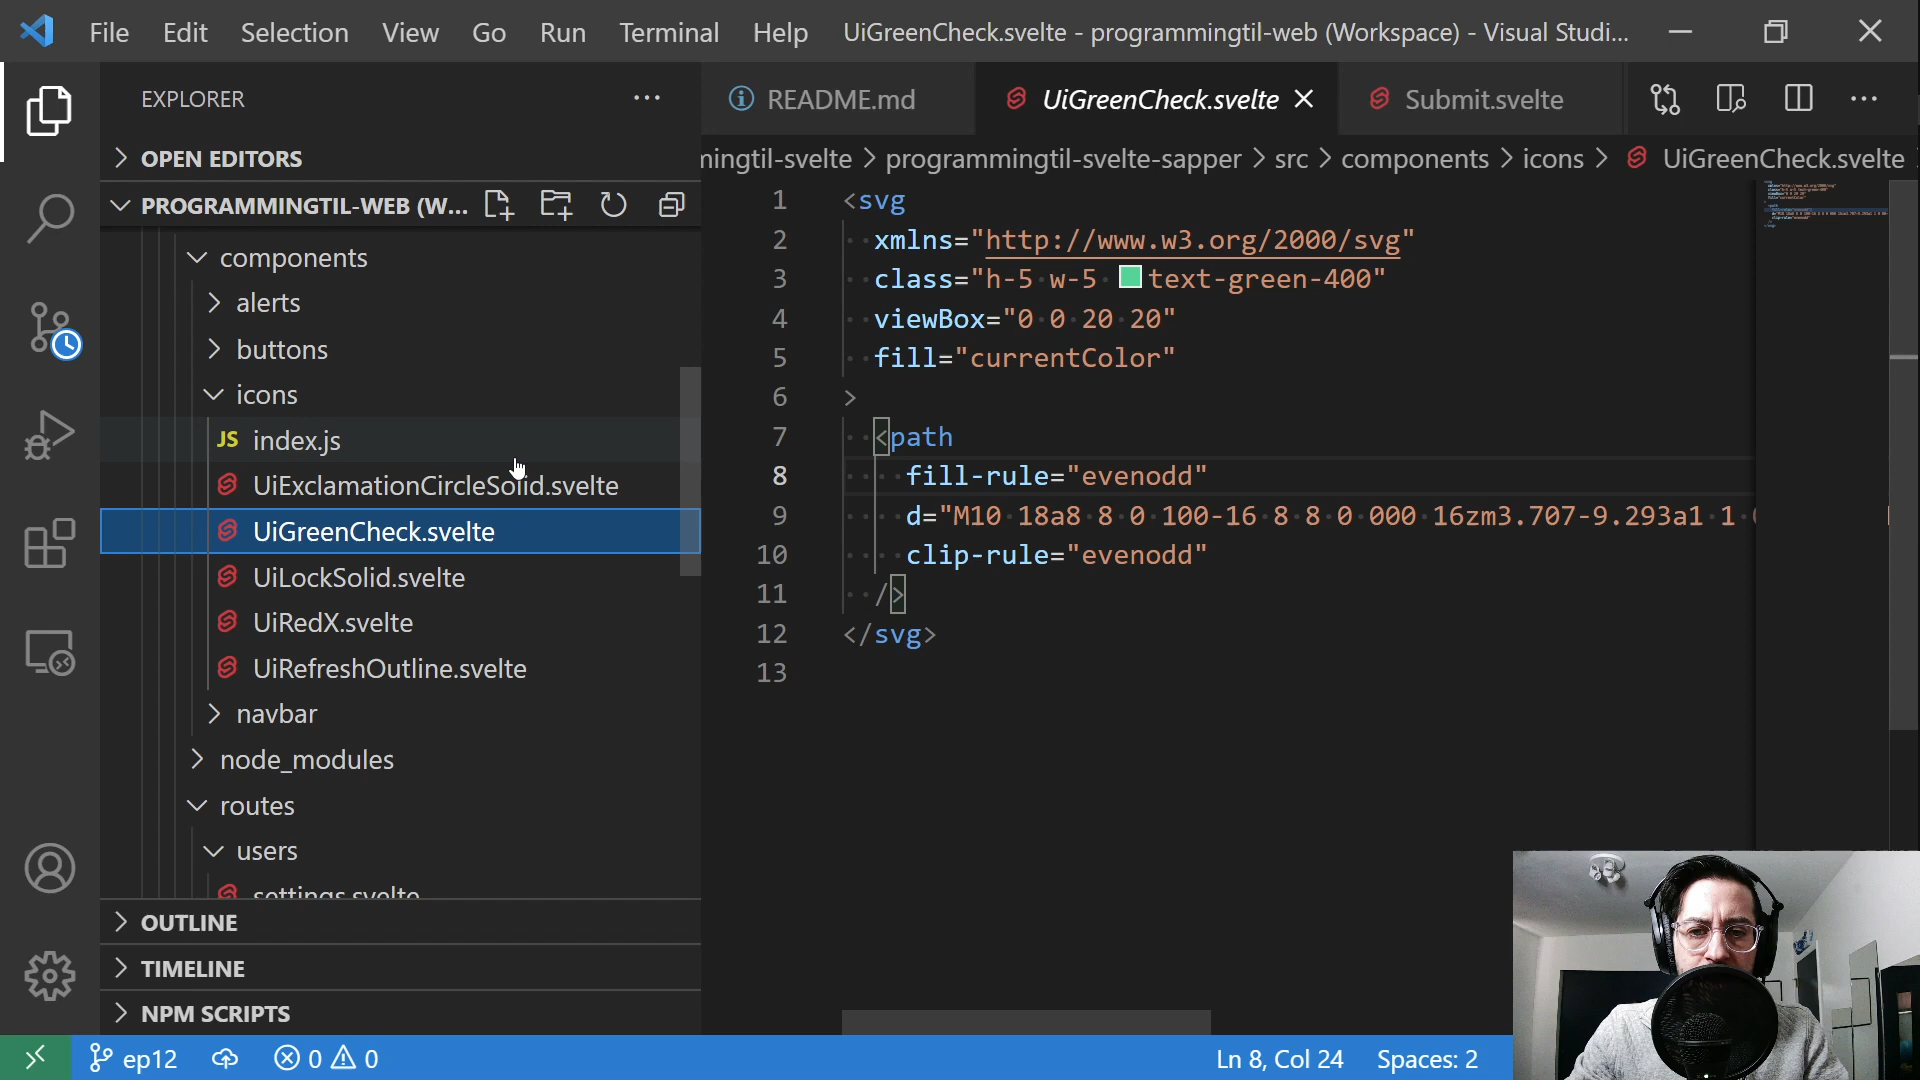 File Edit Selection View Go Run Terminal Help UiGreenCheck.svelte - programmingtil-web (Workspace) - Visual Studi...
EXPLORER
OPEN EDITORS
PROGRAMMINGTIL-WEB (W...
components
alerts
buttons
icons
JS index.js
UiExclamationCircleSolid.svelte
UiGreenCheck.svelte
UiLockSolid.svelte
UiRedX.svelte
UiRefreshOutline.svelte
navbar
node_modules
routes
users
settings.svelte
OUTLINE
TIMELINE
NPM SCRIPTS
README.md UiGreenCheck.svelte Submit.svelte
mingtil-svelte > programmingtil-svelte-sapper > src > components > icons > UiGreenCheck.svelte
1 <svg
2 xmlns="http://www.w3.org/2000/svg"
3 class="h-5 w-5 text-green-400"
4 viewBox="0 0 20 20"
5 fill="currentColor"
6 >
7 <path
8 fill-rule="evenodd"
9 d="M10 18a8 8 0 100-16 8 8 0 000 16zm3.707-9.293a1 1
10 clip-rule="evenodd"
11 />
12 </svg>
13
ep12 0 0 Ln 8, Col 24 Spaces: 2